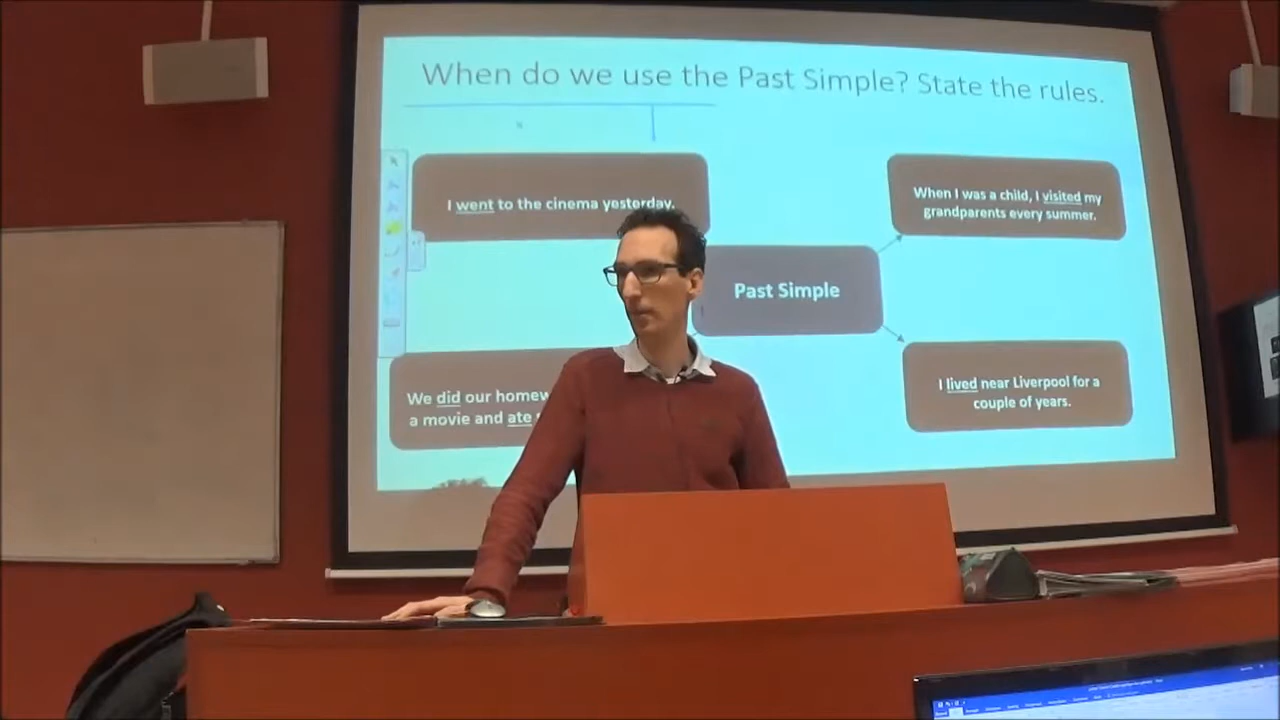 When do we use the Past Simple? State the rules.
I went to the cinema yesterday.
When I was a child, I visited my
grandparents every summer.
Past Simple
We did our
a movie and ate
I lived near Liverpool for a
couple of years.